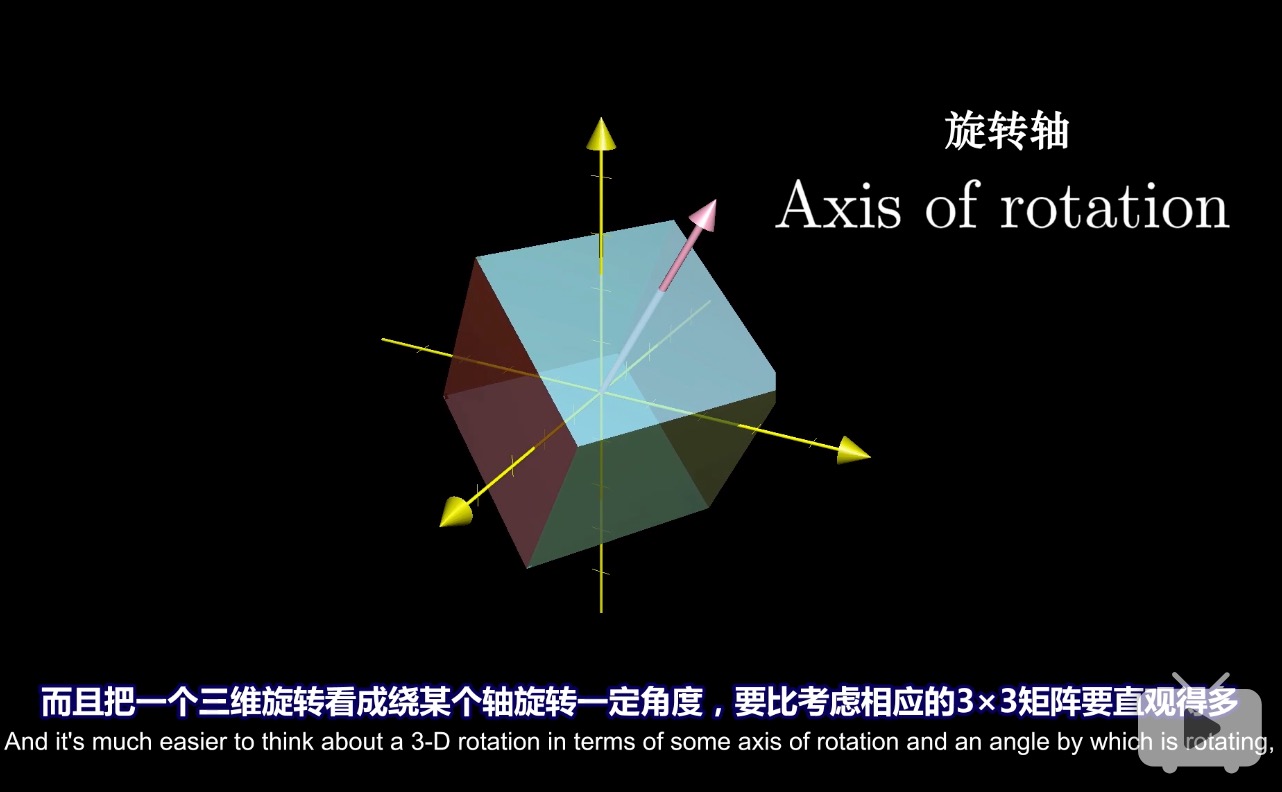 旋转轴
Axis of rotation
而且把一个三维旋转看成绕某个轴旋转一定角度，要比考虑相应的3×3矩阵要直观得多
And it's much easier to think about a 3-D rotation in terms of some axis of rotation and an angle by which is rotating,